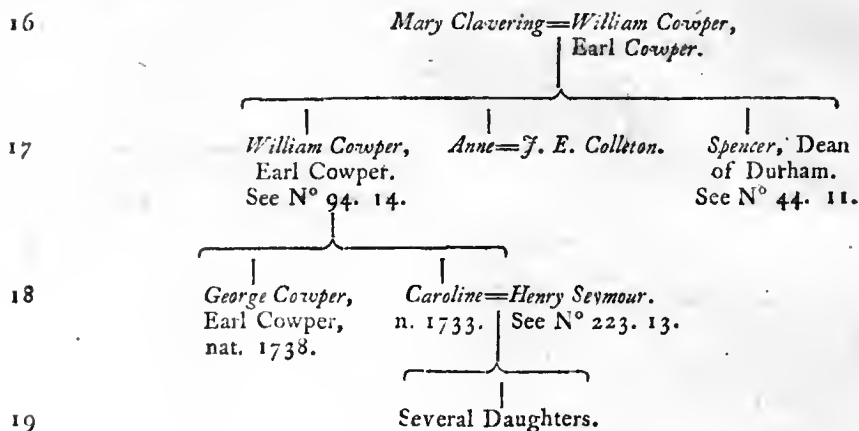 16 Mary Clavering=William Cowper,
Earl Cowper.
17 William Cowper, Anne=J. E. Colleton. Spencer, Dean
Earl Cowper. of Durham.
See N° 94. 14. See N° 44. 11.
18 George Cowper, Caroline=Henry Seymour.
Earl Cowper, n. 1733. See N° 223. 13.
nat. 1738.
19 Several Daughters.